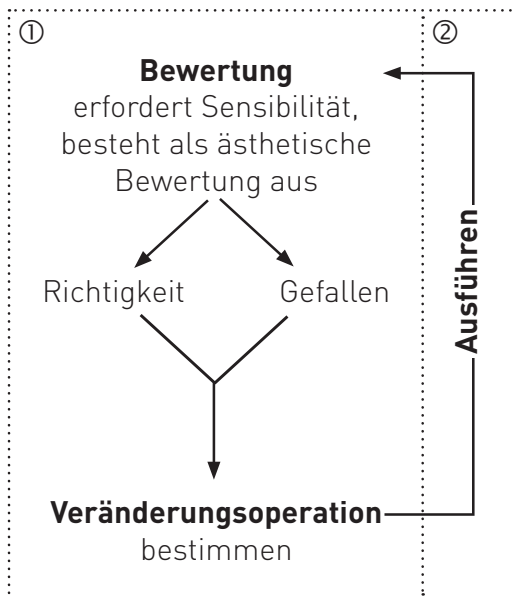 ①
②
Bewertung
erfordert Sensibilität,
besteht als ästhetische
Bewertung aus
Richtigkeit
Gefallen
Ausführen
Veränderungsoperation
bestimmen